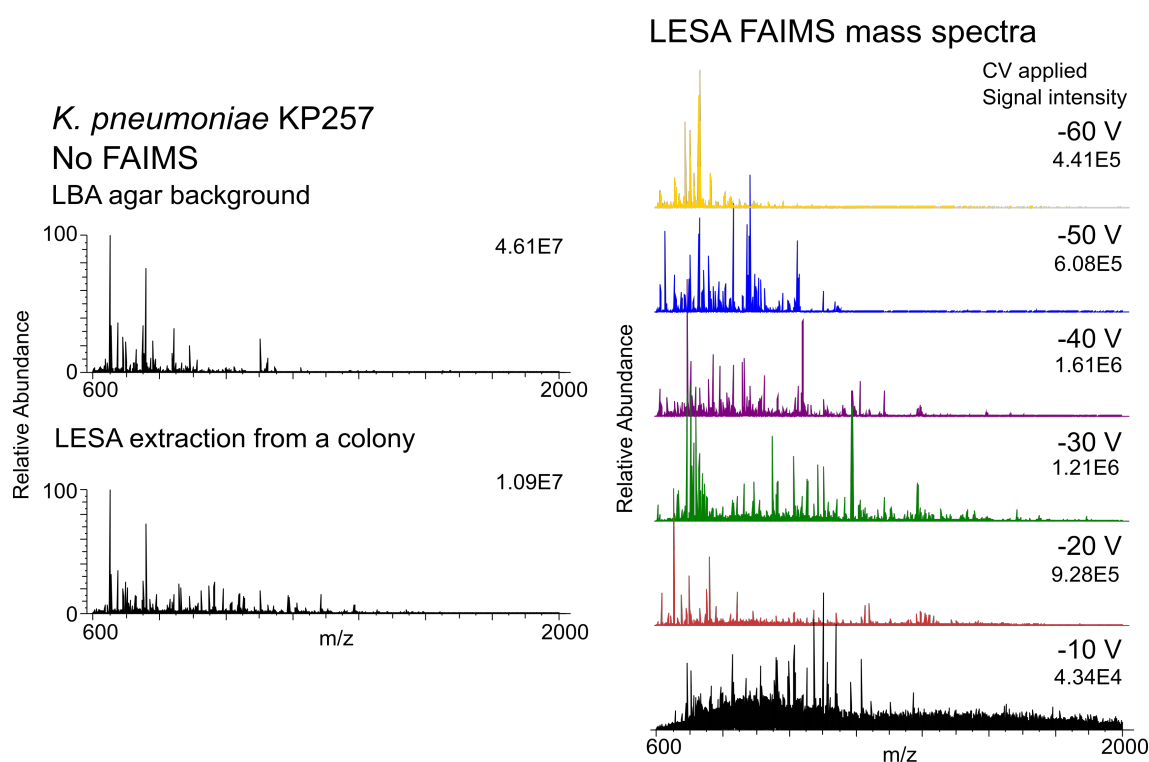 K. pneumoniae KP257
No FAIMS
LBA agar background
100
4.61E7
0
600
2000
LESA extraction from a colony
1.09E7
100
0
600
m/z
2000
Relative Abundance
LESA FAIMS mass spectra
CV applied
Signal intensity
-60 V
4.41E5
-50 V
6.08E5
-40 V
1.61E6
-30 V
1.21E6
-20 V
9.28E5
-10 V
4.34E4
Relative Abundance
600
m/z
2000